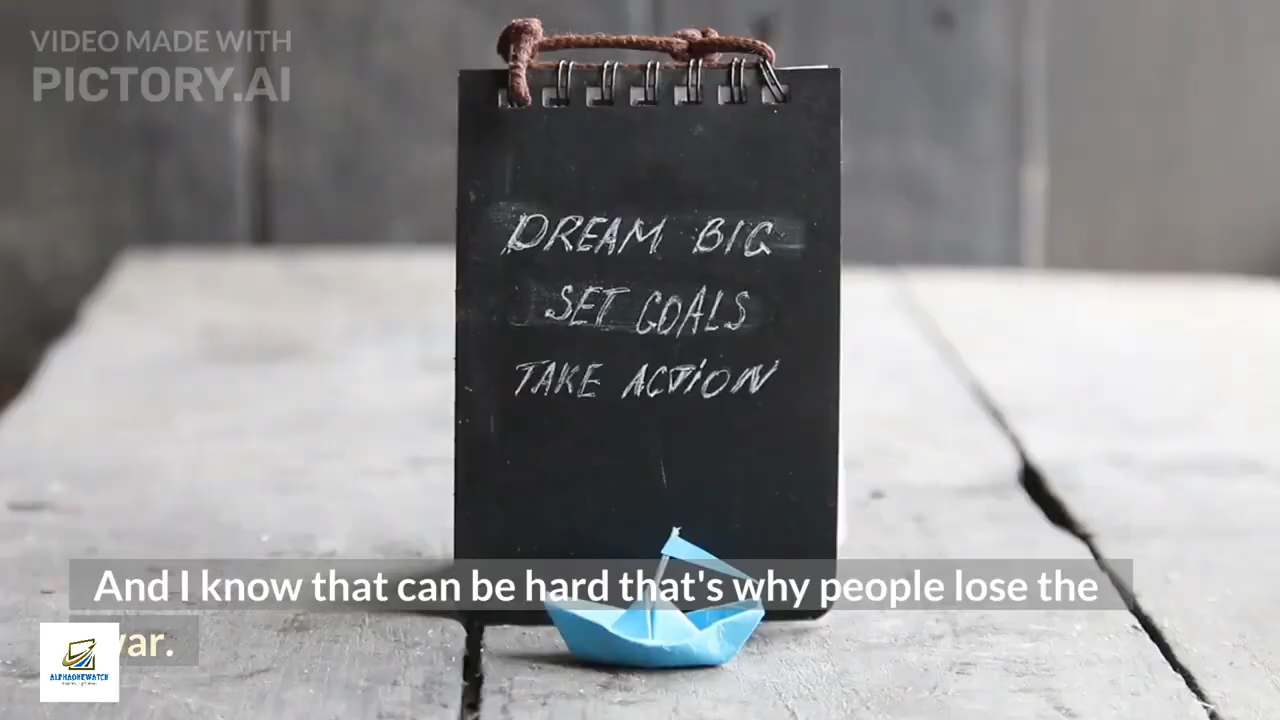 VIDEO MADE WITH
PICTORY.AI
DREAM BIG
SET GOALS
TAKE ACTION
And I know that can be hard that's why people lose the
war.
ALPHAONEWATCH